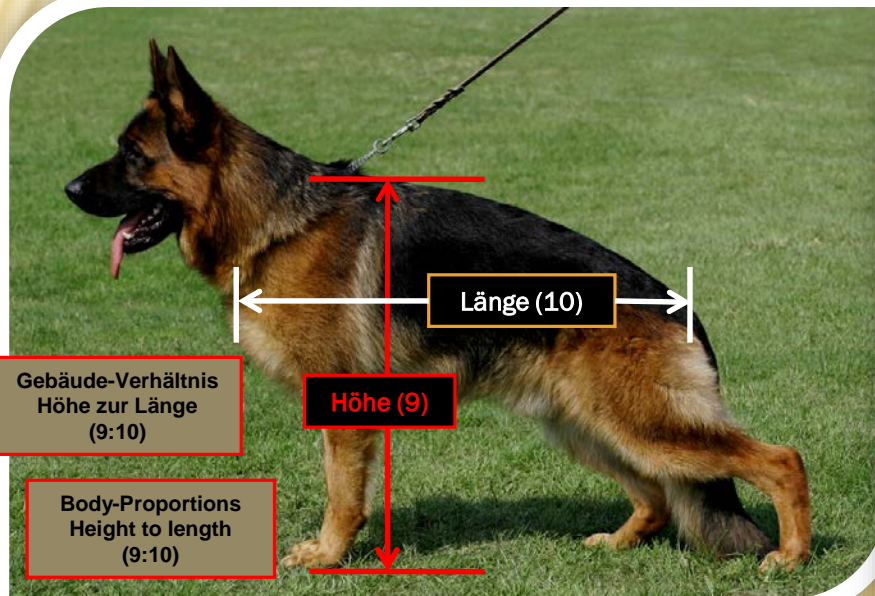 Länge (10)
Höhe (9)
Gebäude-Verhältnis
Höhe zur Länge
(9:10)
Body-Proportions
Height to length
(9:10)